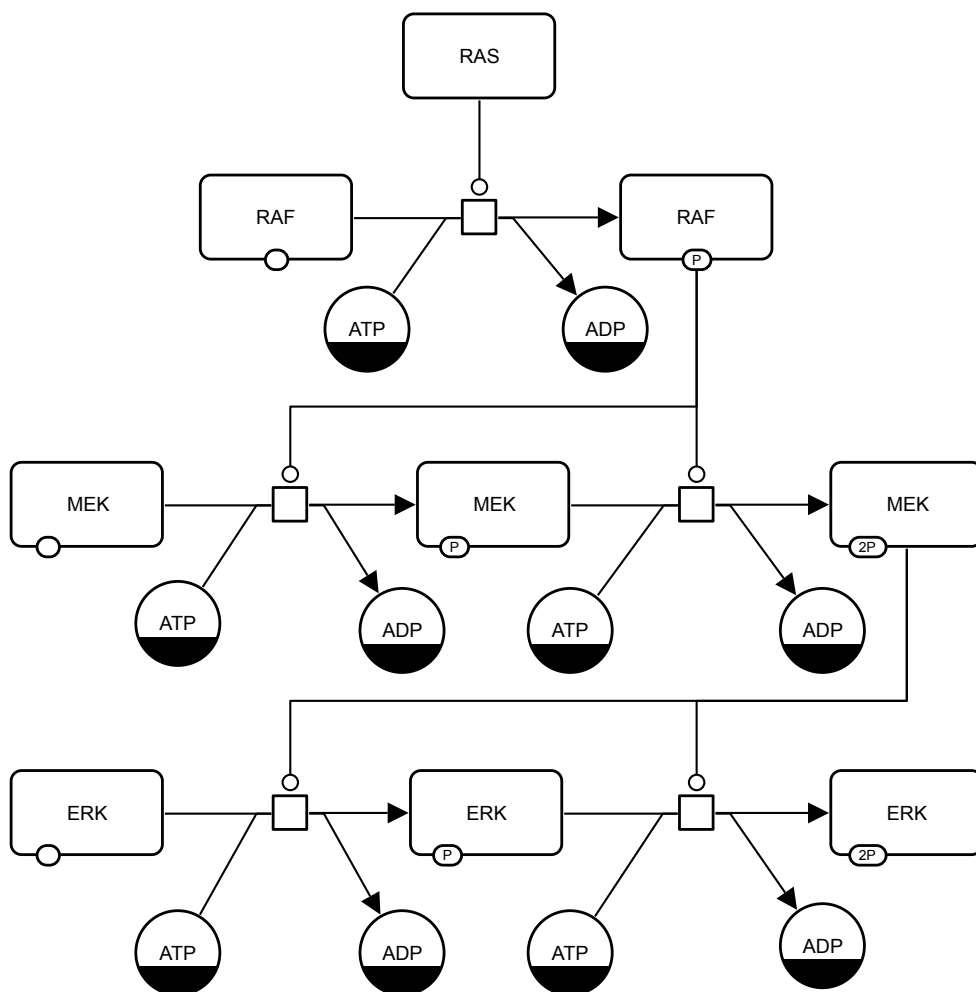 RAS
RAF
RAF
P
ATP
ADP
MEK
MEK
MEK
P
2P
ATP
ADP
ATP
ADP
ERK
ERK
ERK
P
2P
ATP
ADP
ATP
ADP